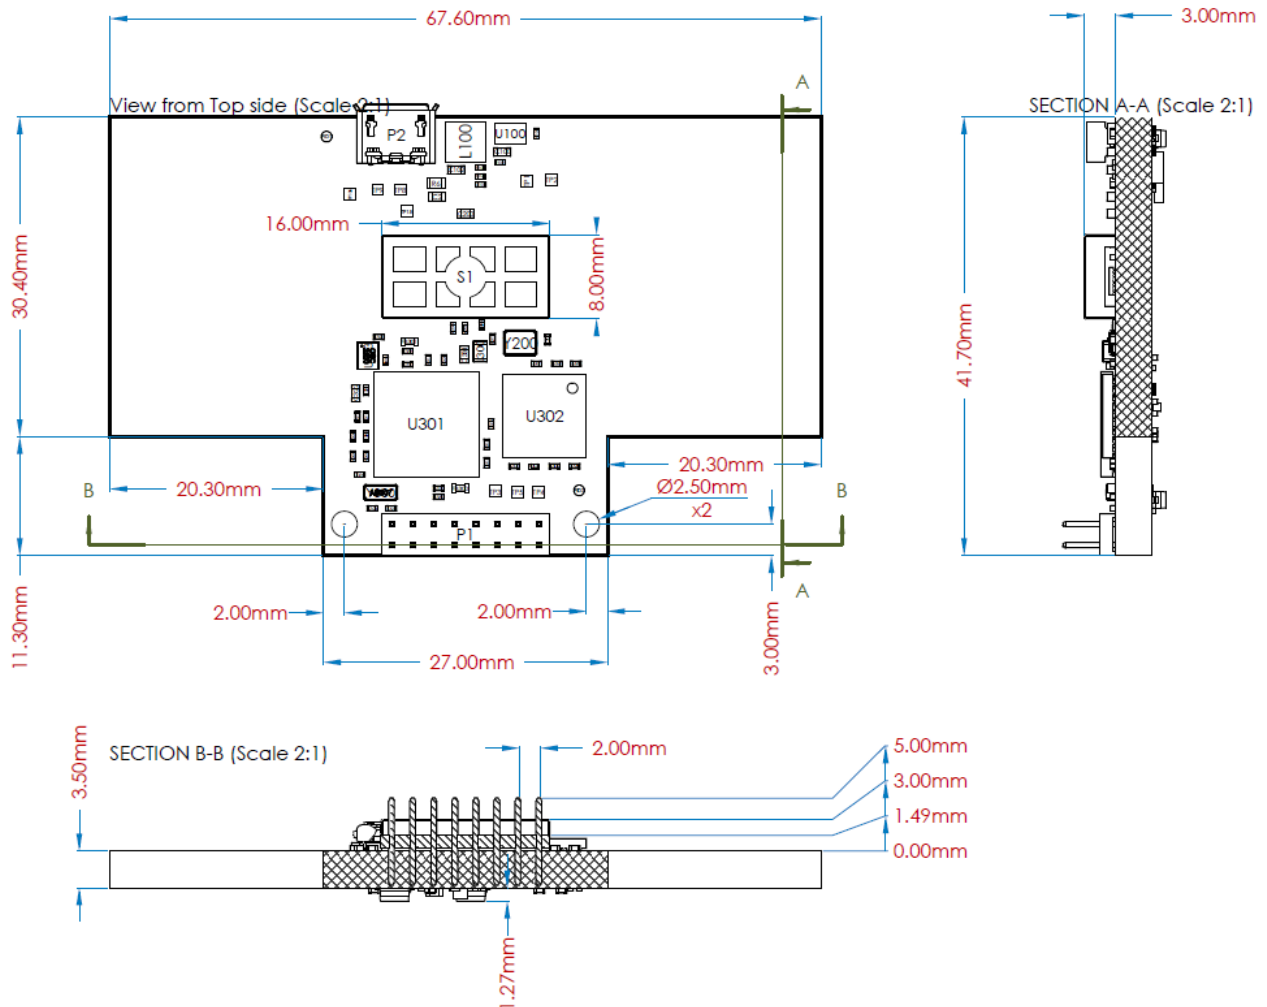 67.60mm
3.00mm
View from Top side (Scale 2:1)
A
SECTION A-A (Scale 2:1)
P2
L100
U100
16.00mm
S1
8.00mm
30.40mm
41.70mm
Y200
U301
U302
20.30mm
20.30mm
B
B
Ø2.50mm
x2
P1
A
2.00mm
2.00mm
3.00mm
11.30mm
27.00mm
SECTION B-B (Scale 2:1)
3.50mm
2.00mm
5.00mm
3.00mm
1.49mm
0.00mm
1.27mm